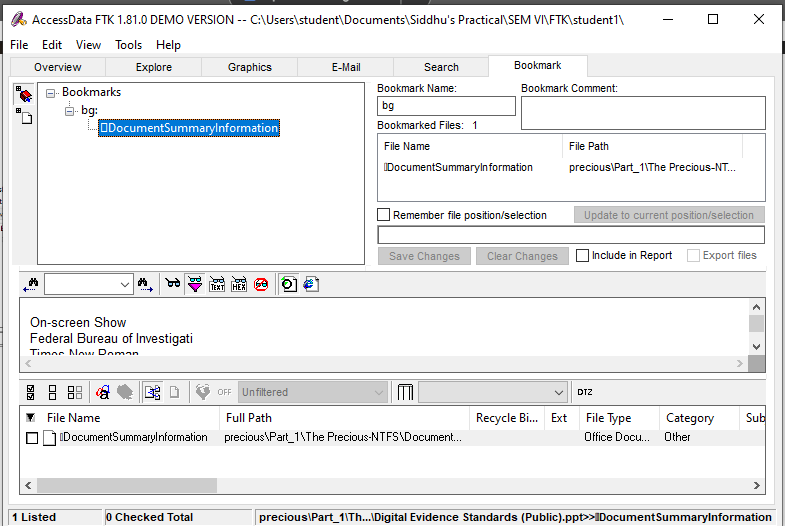 AccessData FTK 1.81.0 DEMO VERSION -- C:\Users\student\Documents\Siddhu's Practical\SEM VI\FTK\student1\
File Edit View Tools Help
Overview Explore Graphics E-Mail Search Bookmark
Bookmarks
bg:
▯DocumentSummaryInformation
Bookmark Name: Bookmark Comment:
bg
Bookmarked Files: 1
File Name File Path
▯DocumentSummaryInformation precious\Part_1\The Precious-NT...
Remember file position/selection Update to current position/selection
Save Changes Clear Changes Include in Report Export files
TEXT HEX
On-screen Show
Federal Bureau of Investigati
Times New Roman
OFF Unfiltered DTZ
File Name Full Path Recycle Bi... Ext File Type Category Sub
▯DocumentSummaryInformation precious\Part_1\The Precious-NTFS\Document... Office Docu... Other
1 Listed 0 Checked Total precious\Part_1\Th...\Digital Evidence Standards (Public).ppt>>▯DocumentSummaryInformation